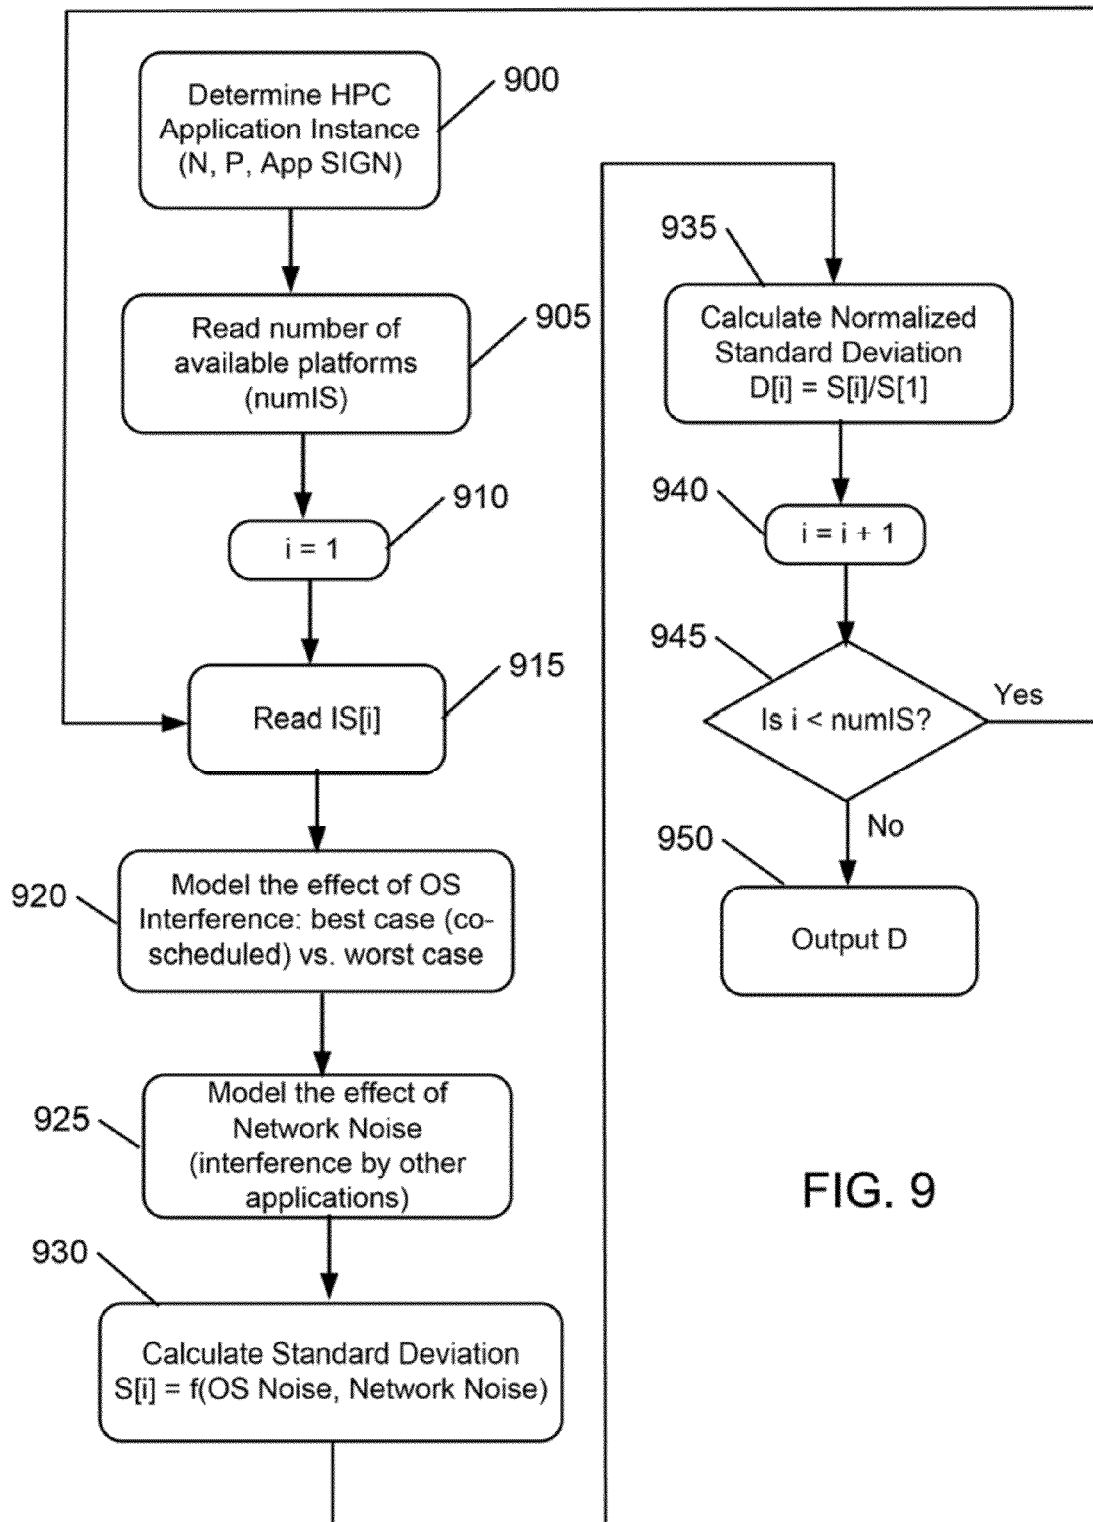 900
Determine HPC
Application Instance
(N, P, App SIGN)
905
Read number of
available platforms
(numIS)
910
i = 1
915
Read IS[i]
920
Model the effect of OS
Interference: best case (co-
scheduled) vs. worst case
925
Model the effect of
Network Noise
(interference by other
applications)
930
Calculate Standard Deviation
S[i] = f(OS Noise, Network Noise)
935
Calculate Normalized
Standard Deviation
D[i] = S[i]/S[1]
940
i = i + 1
945
Is i < numIS?
Yes
No
950
Output D
FIG. 9